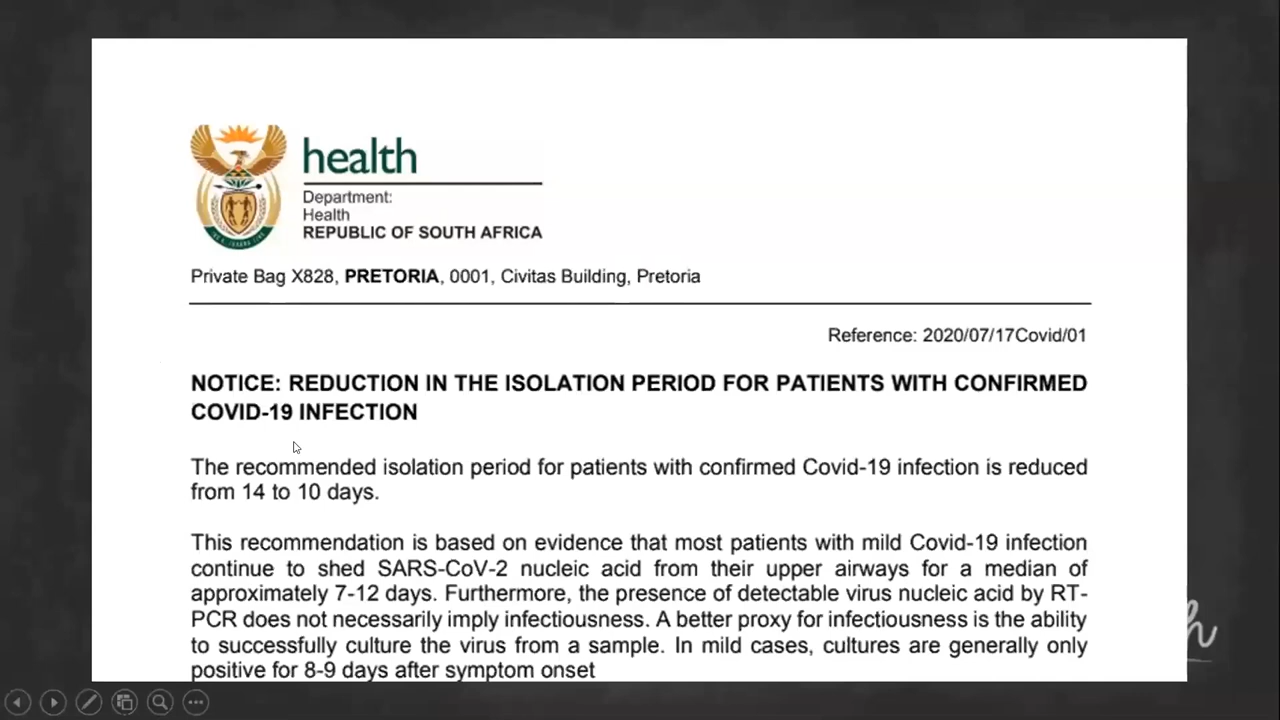 health
Department:
Health
REPUBLIC OF SOUTH AFRICA
Private Bag X828, PRETORIA, 0001, Civitas Building, Pretoria
Reference: 2020/07/17Covid/01
NOTICE: REDUCTION IN THE ISOLATION PERIOD FOR PATIENTS WITH CONFIRMED
COVID-19 INFECTION
The recommended isolation period for patients with confirmed Covid-19 infection is reduced
from 14 to 10 days.
This recommendation is based on evidence that most patients with mild Covid-19 infection
continue to shed SARS-CoV-2 nucleic acid from their upper airways for a median of
approximately 7-12 days. Furthermore, the presence of detectable virus nucleic acid by RT-
PCR does not necessarily imply infectiousness. A better proxy for infectiousness is the ability
to successfully culture the virus from a sample. In mild cases, cultures are generally only
positive for 8-9 days after symptom onset